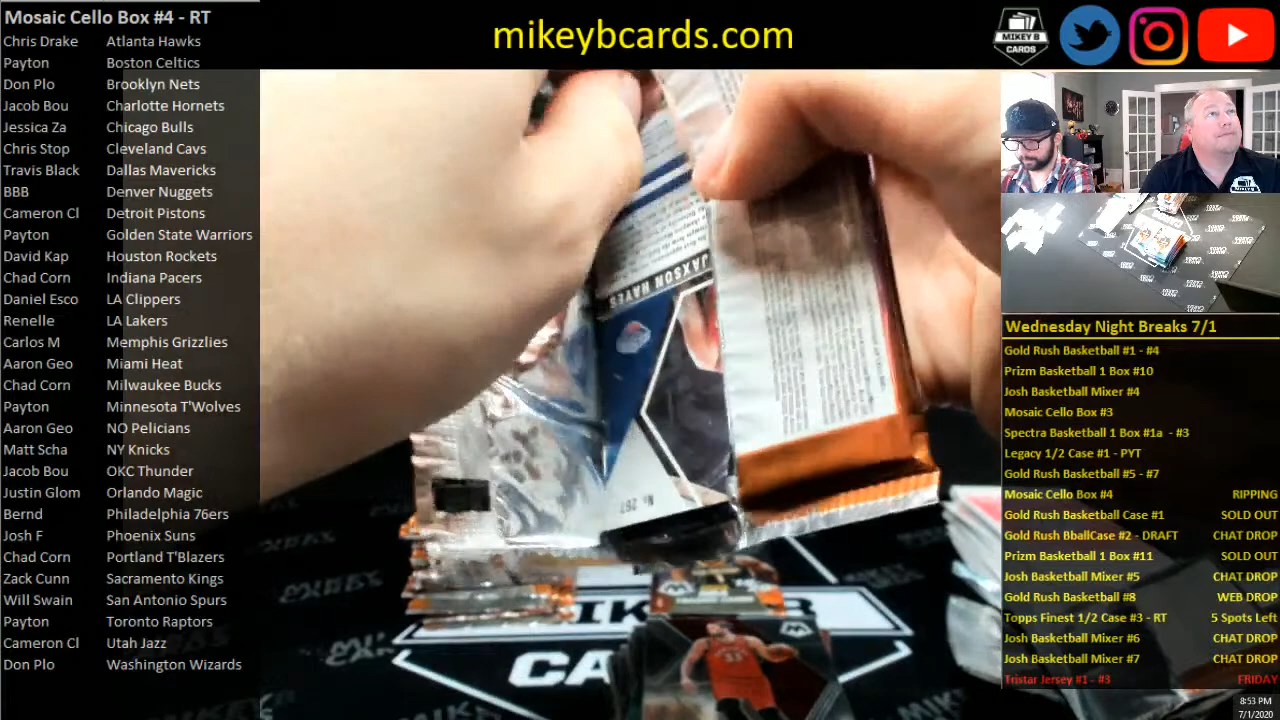 Mosaic Cello Box #4 - RT
Chris Drake Atlanta Hawks
Payton Boston Celtics
Don Plo Brooklyn Nets
Jacob Bou Charlotte Hornets
Jessica Za Chicago Bulls
Chris Stop Cleveland Cavs
Travis Black Dallas Mavericks
BBB Denver Nuggets
Cameron Cl Detroit Pistons
Payton Golden State Warriors
David Kap Houston Rockets
Chad Corn Indiana Pacers
Daniel Esco LA Clippers
Renelle LA Lakers
Carlos M Memphis Grizzlies
Aaron Geo Miami Heat
Chad Corn Milwaukee Bucks
Payton Minnesota T'Wolves
Aaron Geo NO Pelicians
Matt Scha NY Knicks
Jacob Bou OKC Thunder
Justin Glom Orlando Magic
Bernd Philadelphia 76ers
Josh F Phoenix Suns
Chad Corn Portland T'Blazers
Zack Cunn Sacramento Kings
Will Swain San Antonio Spurs
Payton Toronto Raptors
Cameron Cl Utah Jazz
Don Plo Washington Wizards
mikeybcards.com
MIKEY B
CARDS
JAXSON HAYES
No. 267
Wednesday Night Breaks 7/1
Gold Rush Basketball #1 - #4
Prizm Basketball 1 Box #10
Josh Basketball Mixer #4
Mosaic Cello Box #3
Spectra Basketball 1 Box #1a - #3
Legacy 1/2 Case #1 - PYT
Gold Rush Basketball #5 - #7
Mosaic Cello Box #4 RIPPING
Gold Rush Basketball Case #1 SOLD OUT
Gold Rush BballCase #2 - DRAFT CHAT DROP
Prizm Basketball 1 Box #11 SOLD OUT
Josh Basketball Mixer #5 CHAT DROP
Gold Rush Basketball #8 WEB DROP
Topps Finest 1/2 Case #3 - RT 5 Spots Left
Josh Basketball Mixer #6 CHAT DROP
Josh Basketball Mixer #7 CHAT DROP
Tristar Jersey #1 - #3 FRIDAY
8:53 PM
7/1/2020